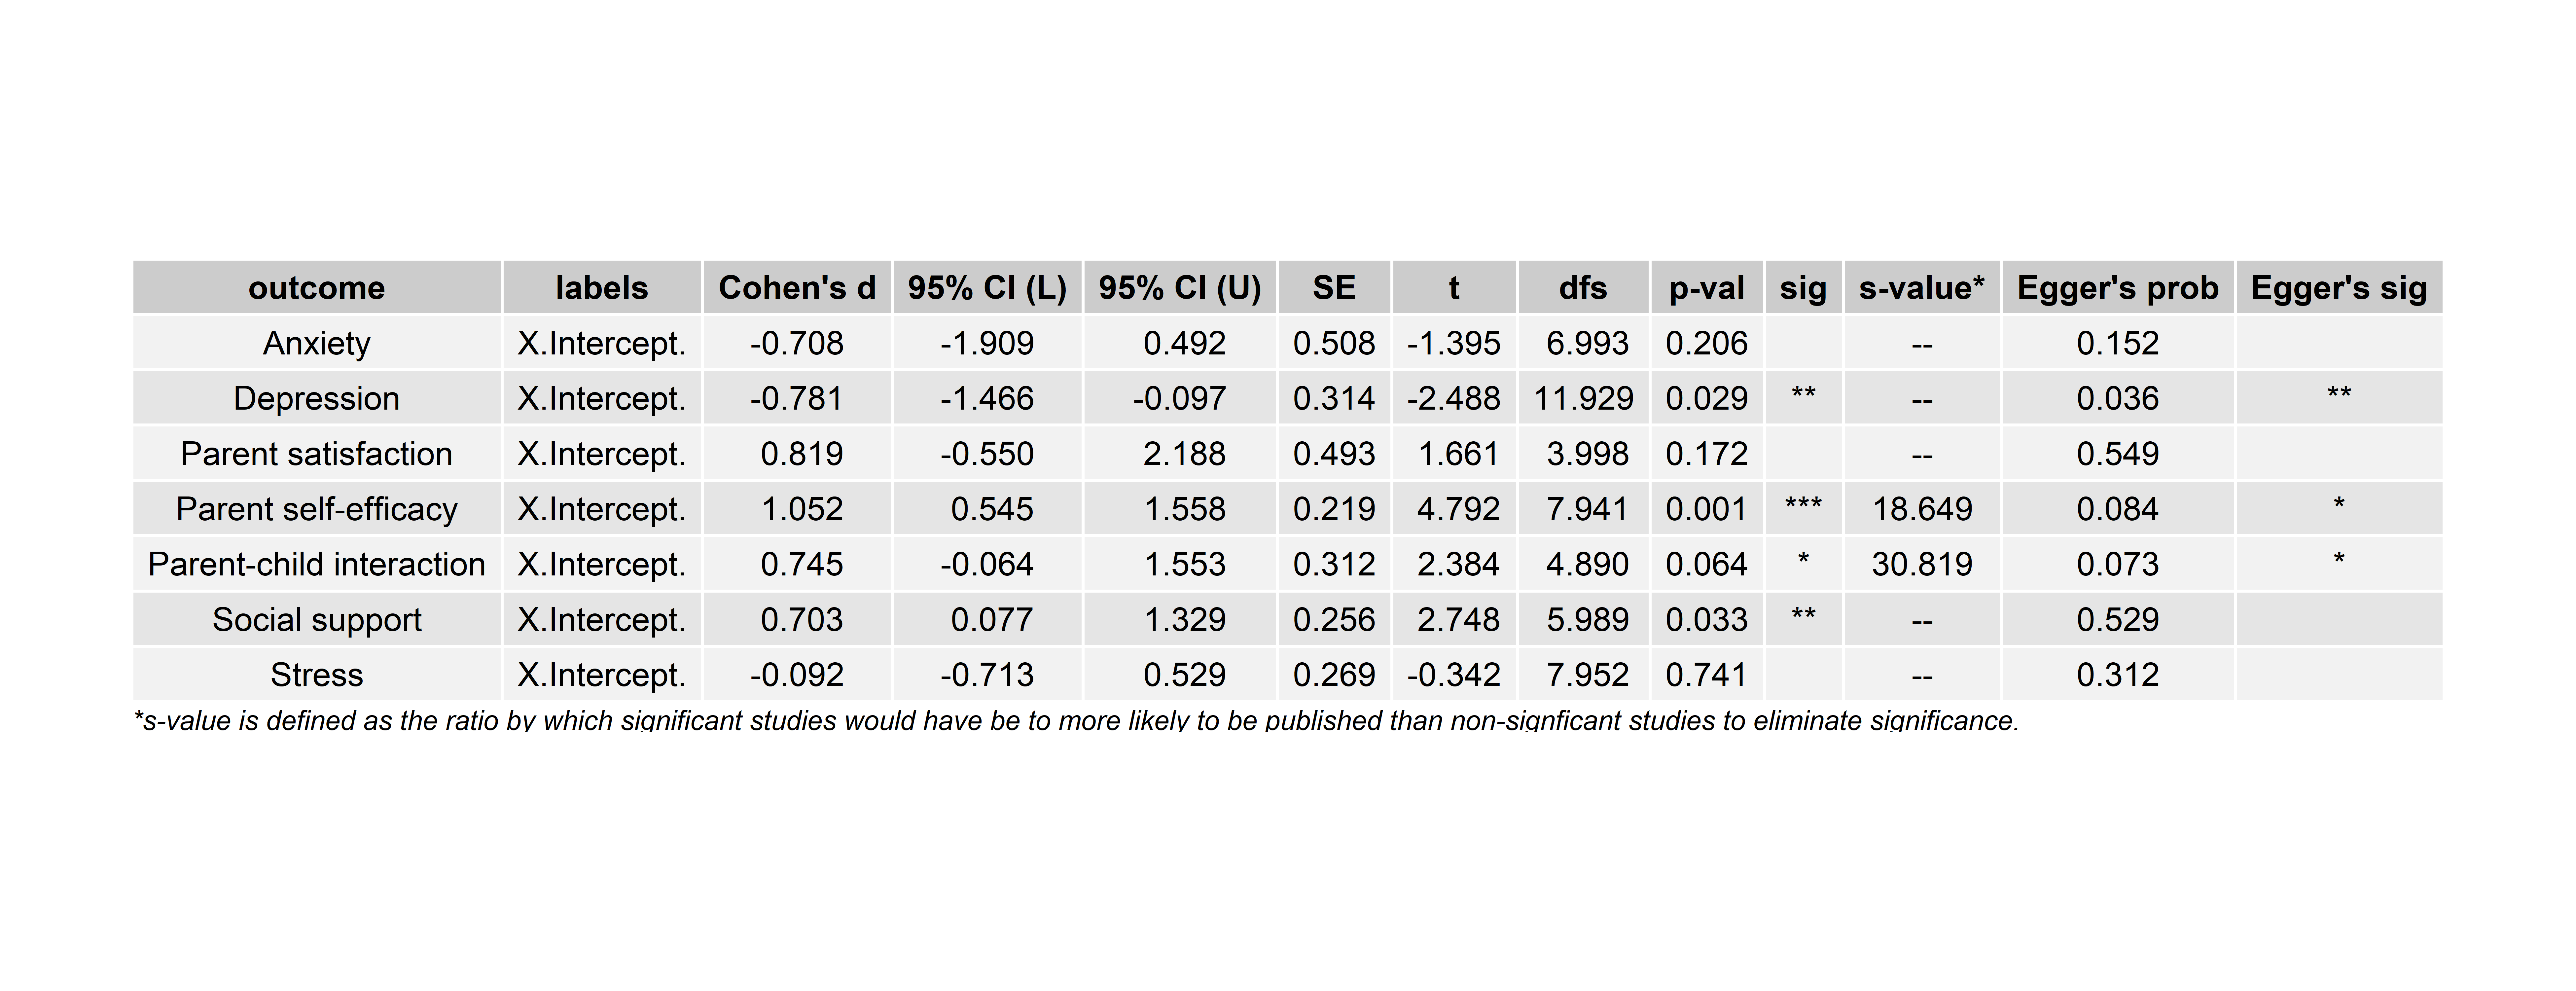 outcome labels Cohen's d 95% CI (L) 95% CI (U) SE t dfs p-val sig s-value* Egger's prob Egger's sig
Anxiety X.Intercept. -0.708 -1.909 0.492 0.508 -1.395 6.993 0.206 -- 0.152
Depression X.Intercept. -0.781 -1.466 -0.097 0.314 -2.488 11.929 0.029 ** -- 0.036 **
Parent satisfaction X.Intercept. 0.819 -0.550 2.188 0.493 1.661 3.998 0.172 -- 0.549
Parent self-efficacy X.Intercept. 1.052 0.545 1.558 0.219 4.792 7.941 0.001 *** 18.649 0.084 *
Parent-child interaction X.Intercept. 0.745 -0.064 1.553 0.312 2.384 4.890 0.064 * 30.819 0.073 *
Social support X.Intercept. 0.703 0.077 1.329 0.256 2.748 5.989 0.033 ** -- 0.529
Stress X.Intercept. -0.092 -0.713 0.529 0.269 -0.342 7.952 0.741 -- 0.312
*s-value is defined as the ratio by which significant studies would have be to more likely to be published than non-signficant studies to eliminate significance.